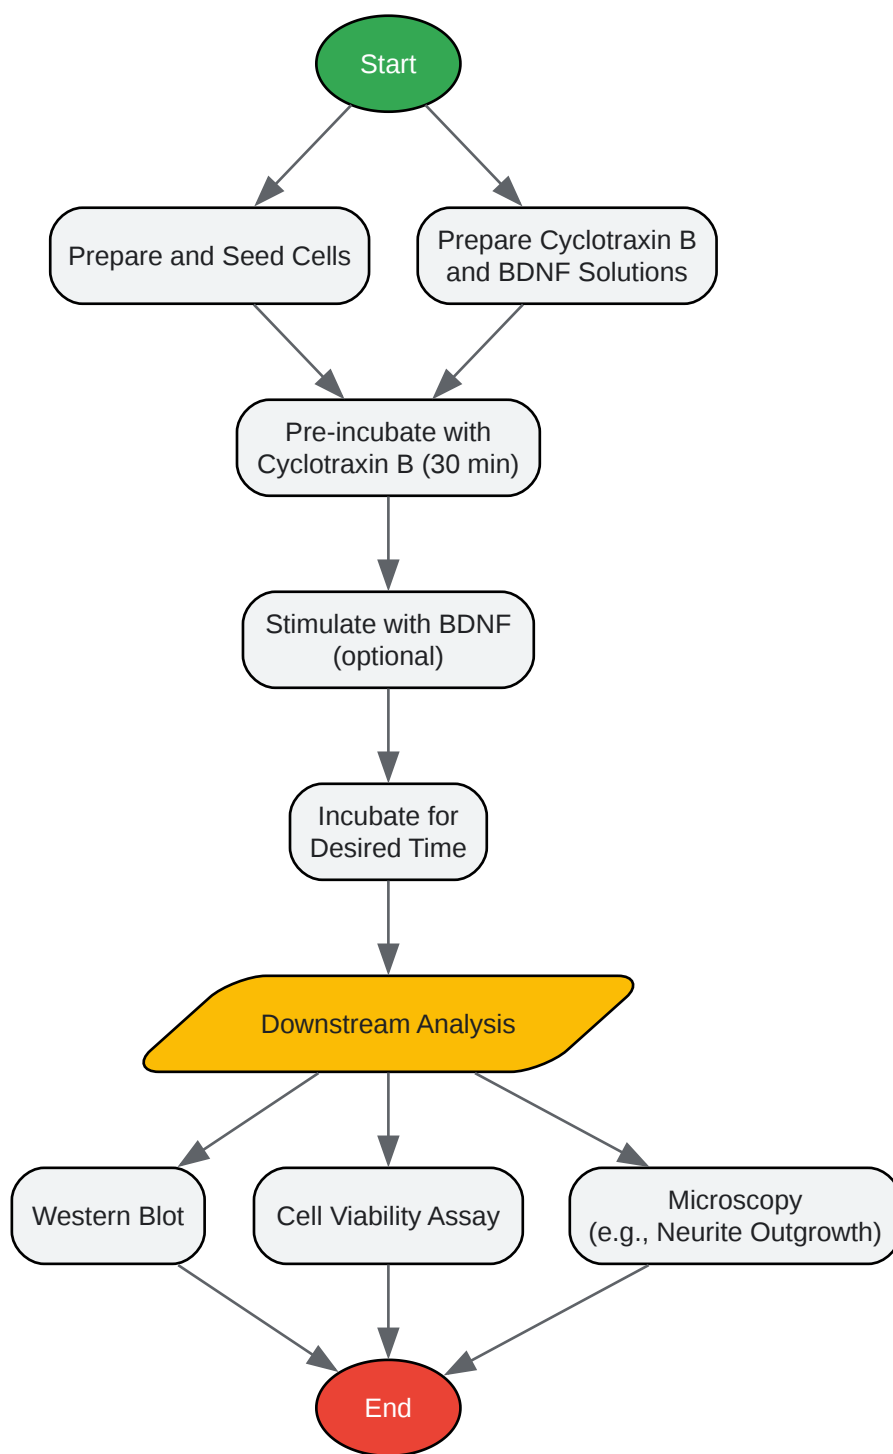 Start
Prepare and Seed Cells
Prepare Cyclotraxin B
and BDNF Solutions
Pre-incubate with
Cyclotraxin B (30 min)
Stimulate with BDNF
(optional)
Incubate for
Desired Time
Downstream Analysis
Western Blot
Cell Viability Assay
Microscopy
(e.g., Neurite Outgrowth)
End